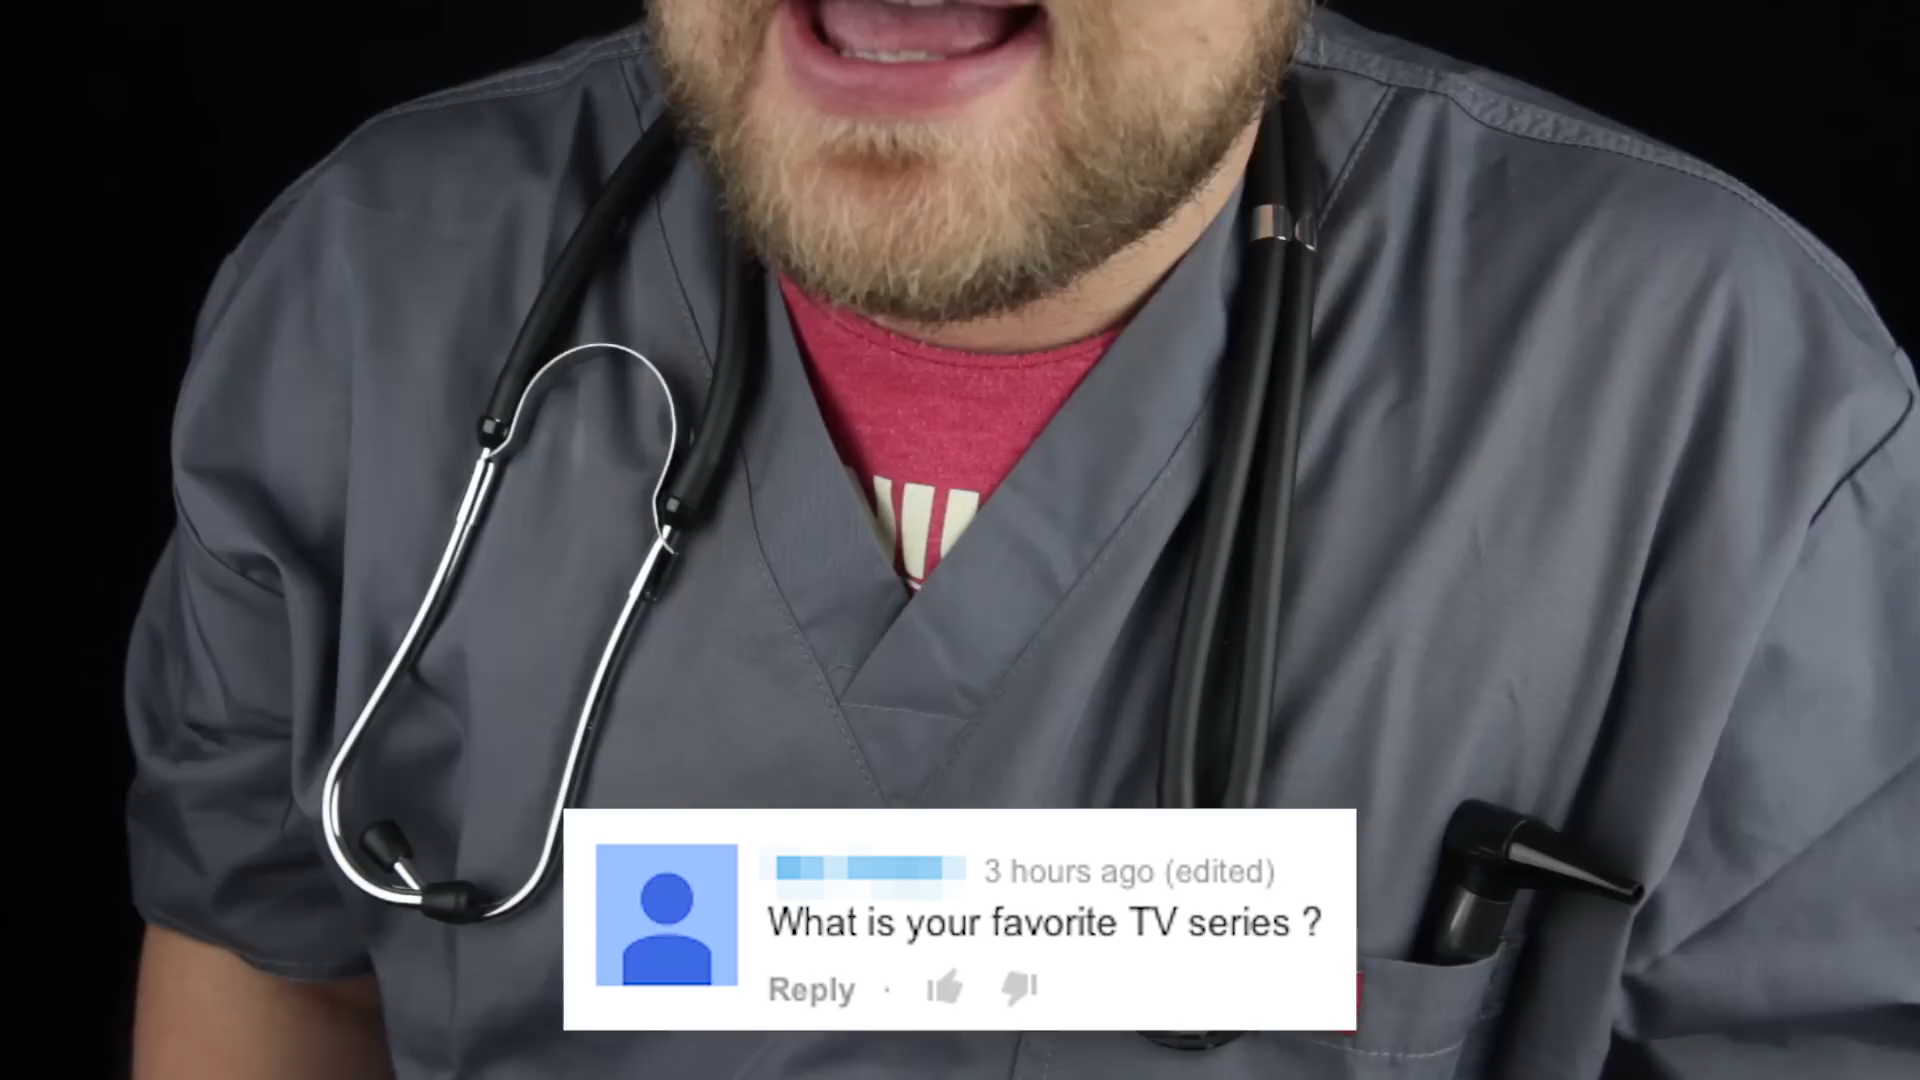 3 hours ago (edited)
What is your favorite TV series ?
Reply ·